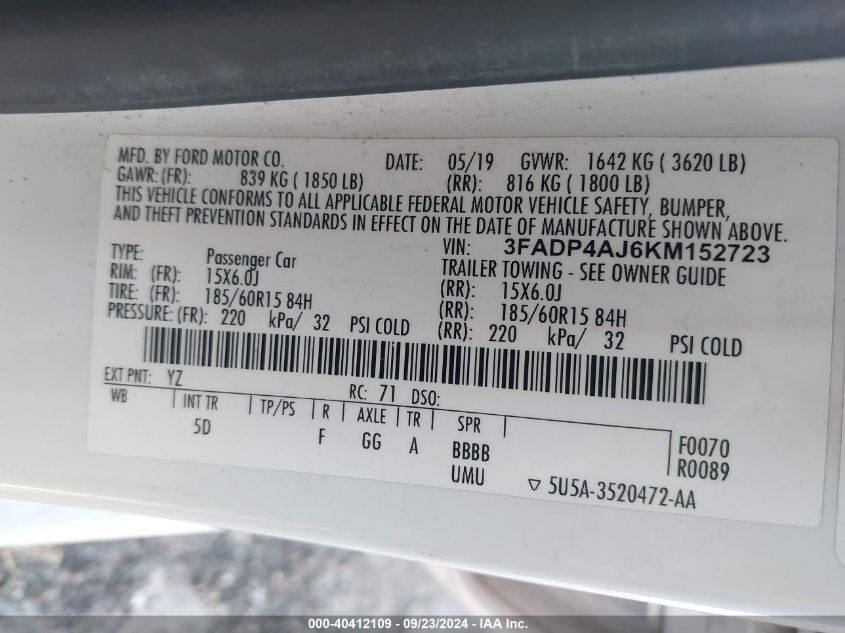 MFD. BY FORD MOTOR CO. DATE: 05/19 GVWR: 1642 KG ( 3620 LB)
GAWR: (FR): 839 KG ( 1850 LB) (RR): 816 KG ( 1800 LB)
THIS VEHICLE CONFORMS TO ALL APPLICABLE FEDERAL MOTOR VEHICLE SAFETY, BUMPER,
AND THEFT PREVENTION STANDARDS IN EFFECT ON THE DATE OF MANUFACTURE SHOWN ABOVE.
VIN: 3FADP4AJ6KM152723
TYPE: Passenger Car TRAILER TOWING - SEE OWNER GUIDE
RIM: (FR): 15X6.0J (RR): 15X6.0J
TIRE: (FR): 185/60R15 84H (RR): 185/60R15 84H
PRESSURE: (FR): 220 kPa/ 32 PSI COLD (RR): 220 kPa/ 32 PSI COLD
EXT PNT: YZ RC: 71 DSO:
WB INT TR TP/PS R AXLE TR SPR
5D F GG A BBBB F0070
UMU R0089
▽ 5U5A-3520472-AA
000-40412109 - 09/23/2024 - IAA Inc.